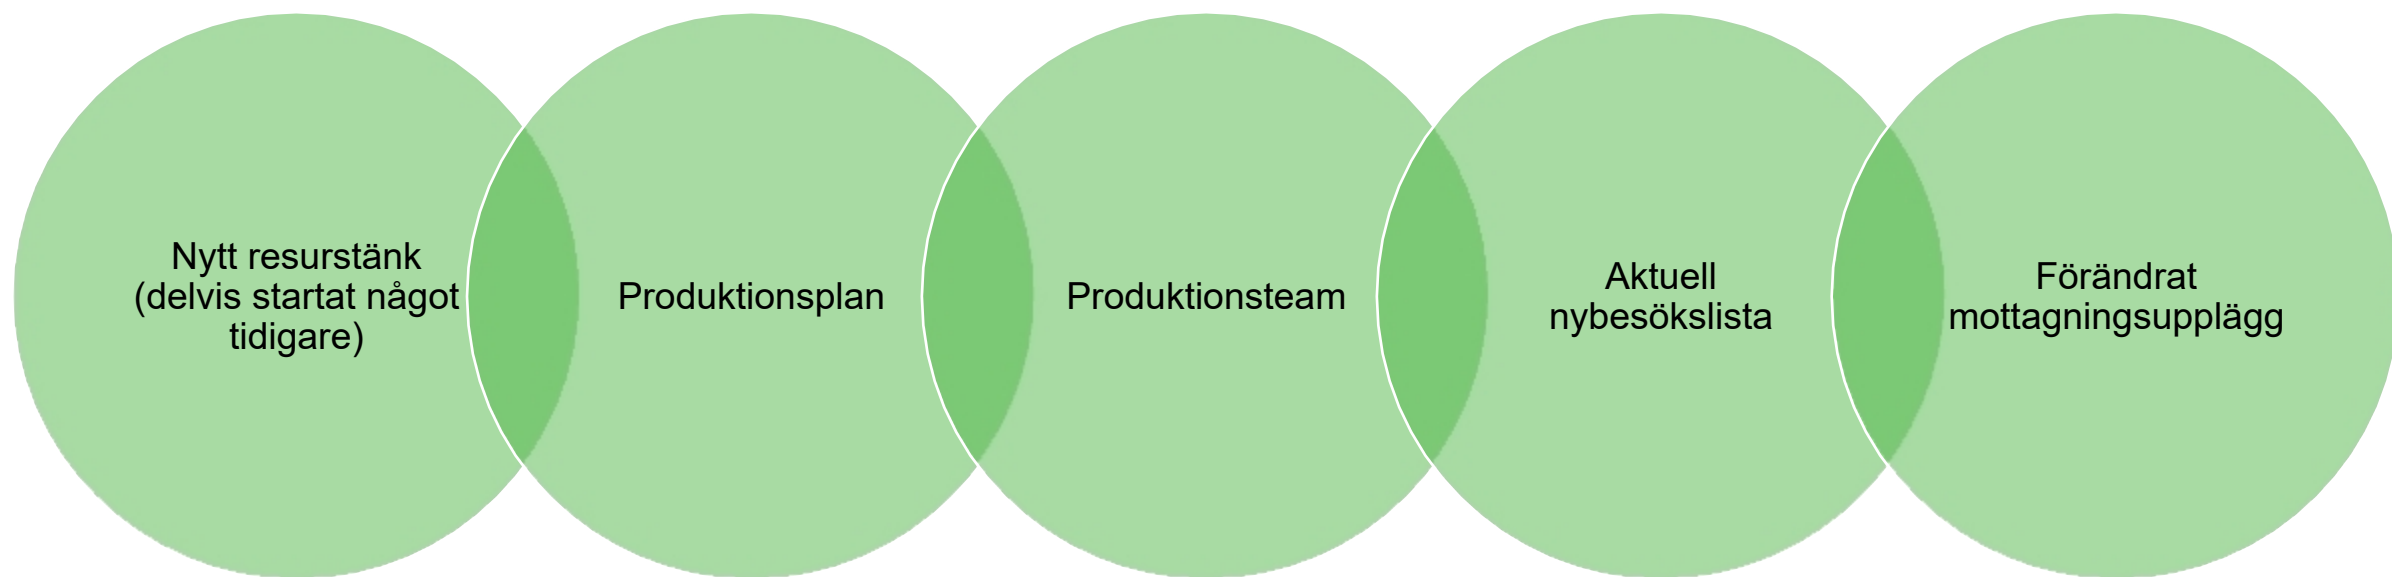 Nytt resurstänk
(delvis startat något
tidigare)
Produktionsplan
Produktionsteam
Aktuell
nybesökslista
Förändrat
mottagningsupplägg